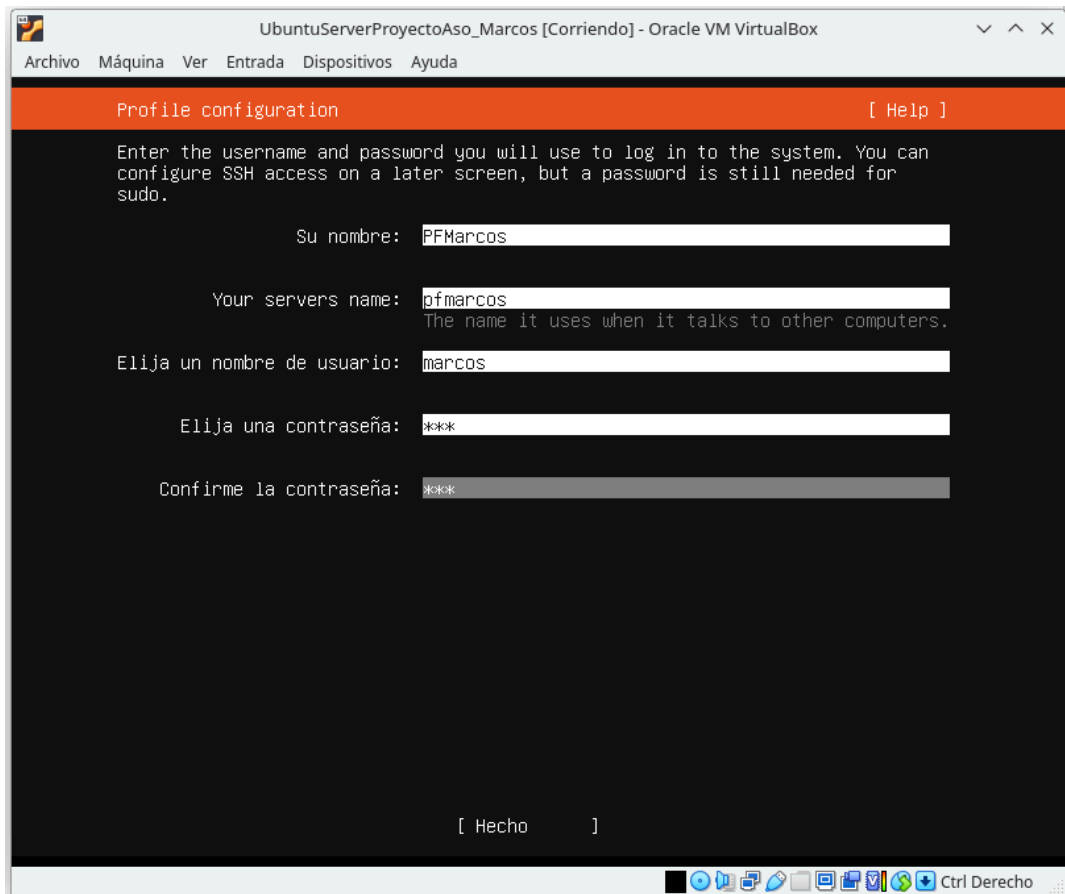 UbuntuServerProyectoAso_Marcos [Corriendo] - Oracle VM VirtualBox
Archivo Máquina Ver Entrada Dispositivos Ayuda
Profile configuration [ Help ]
Enter the username and password you will use to log in to the system. You can
configure SSH access on a later screen, but a password is still needed for
sudo.
Su nombre: PFMarcos
Your servers name: pfmarcos
The name it uses when it talks to other computers.
Elija un nombre de usuario: marcos
Elija una contraseña: ***
Confirme la contraseña: ***
[ Hecho ]
Ctrl Derecho